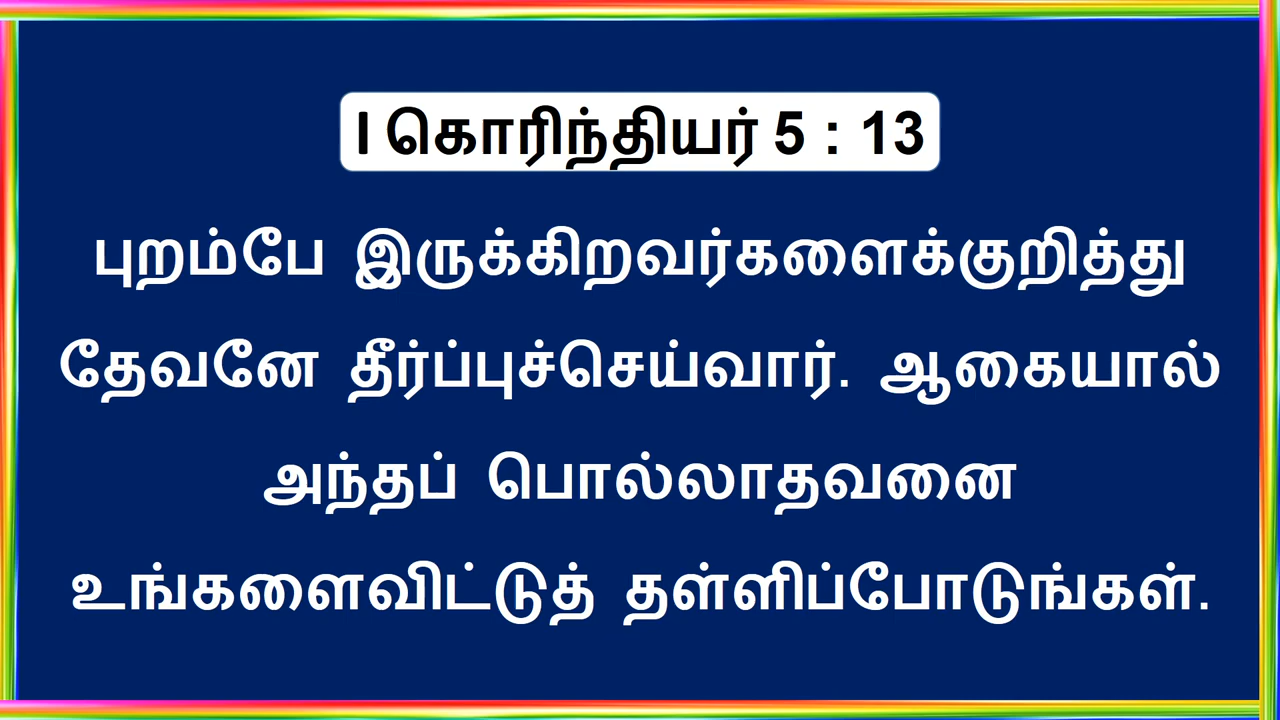 I கொரிந்தியர் 5 : 13
புறம்பே இருக்கிறவர்களைக்குறித்து
தேவனே தீர்ப்புச்செய்வார். ஆகையால்
அந்தப் பொல்லாதவனை
உங்களைவிட்டுத் தள்ளிப்போடுங்கள்.